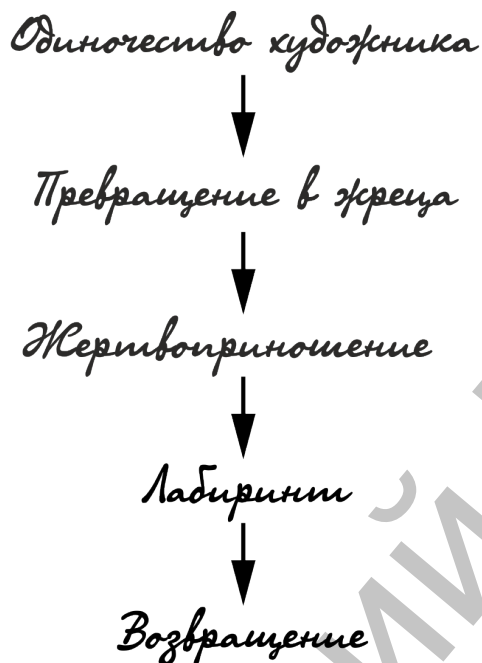 Одиночество художника
Превращение в жреца
Жертвоприношение
Лабиринт
Возвращение